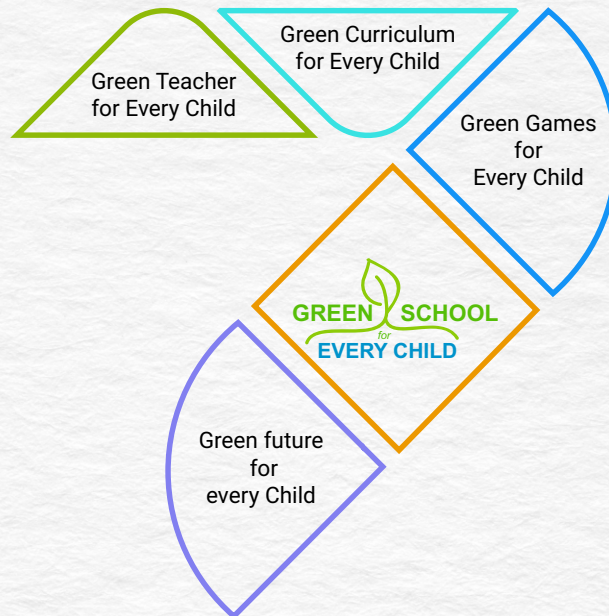 Green Teacher
for Every Child
Green Curriculum
for Every Child
Green Games
for
Every Child
GREEN SCHOOL
for
EVERY CHILD
Green future
for
every Child